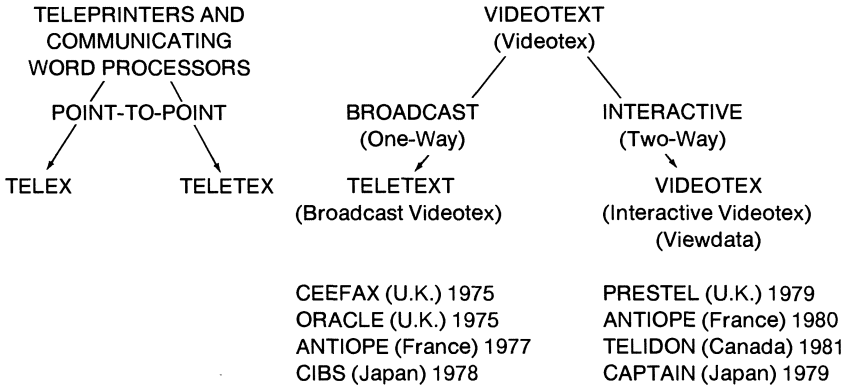 TELEPRINTERS AND
COMMUNICATING
WORD PROCESSORS
POINT-TO-POINT
TELEX
TELETEX
VIDEOTEXT
(Videotex)
BROADCAST
(One-Way)
TELETEXT
(Broadcast Videotex)
CEEFAX (U.K.) 1975
ORACLE (U.K.) 1975
ANTIOPE (France) 1977
CIBS (Japan) 1978
INTERACTIVE
(Two-Way)
VIDEOTEX
(Interactive Videotex)
(Viewdata)
PRESTEL (U.K.) 1979
ANTIOPE (France) 1980
TELIDON (Canada) 1981
CAPTAIN (Japan) 1979